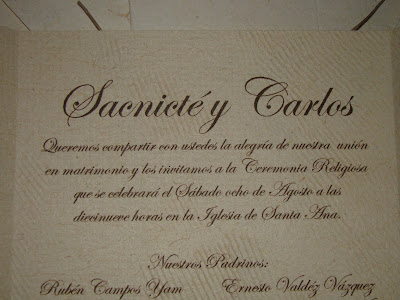 Sacnicté y Carlos
Queremos compartir con ustedes la alegría de nuestra unión
en matrimonio y los invitamos a la Ceremonia Religiosa
que se celebrará el Sábado ocho de Agosto a las
diecinueve horas en la Iglesia de Santa Ana.
Nuestros Padrinos:
Rubén Campos Yam Ernesto Valdéz Vázquez